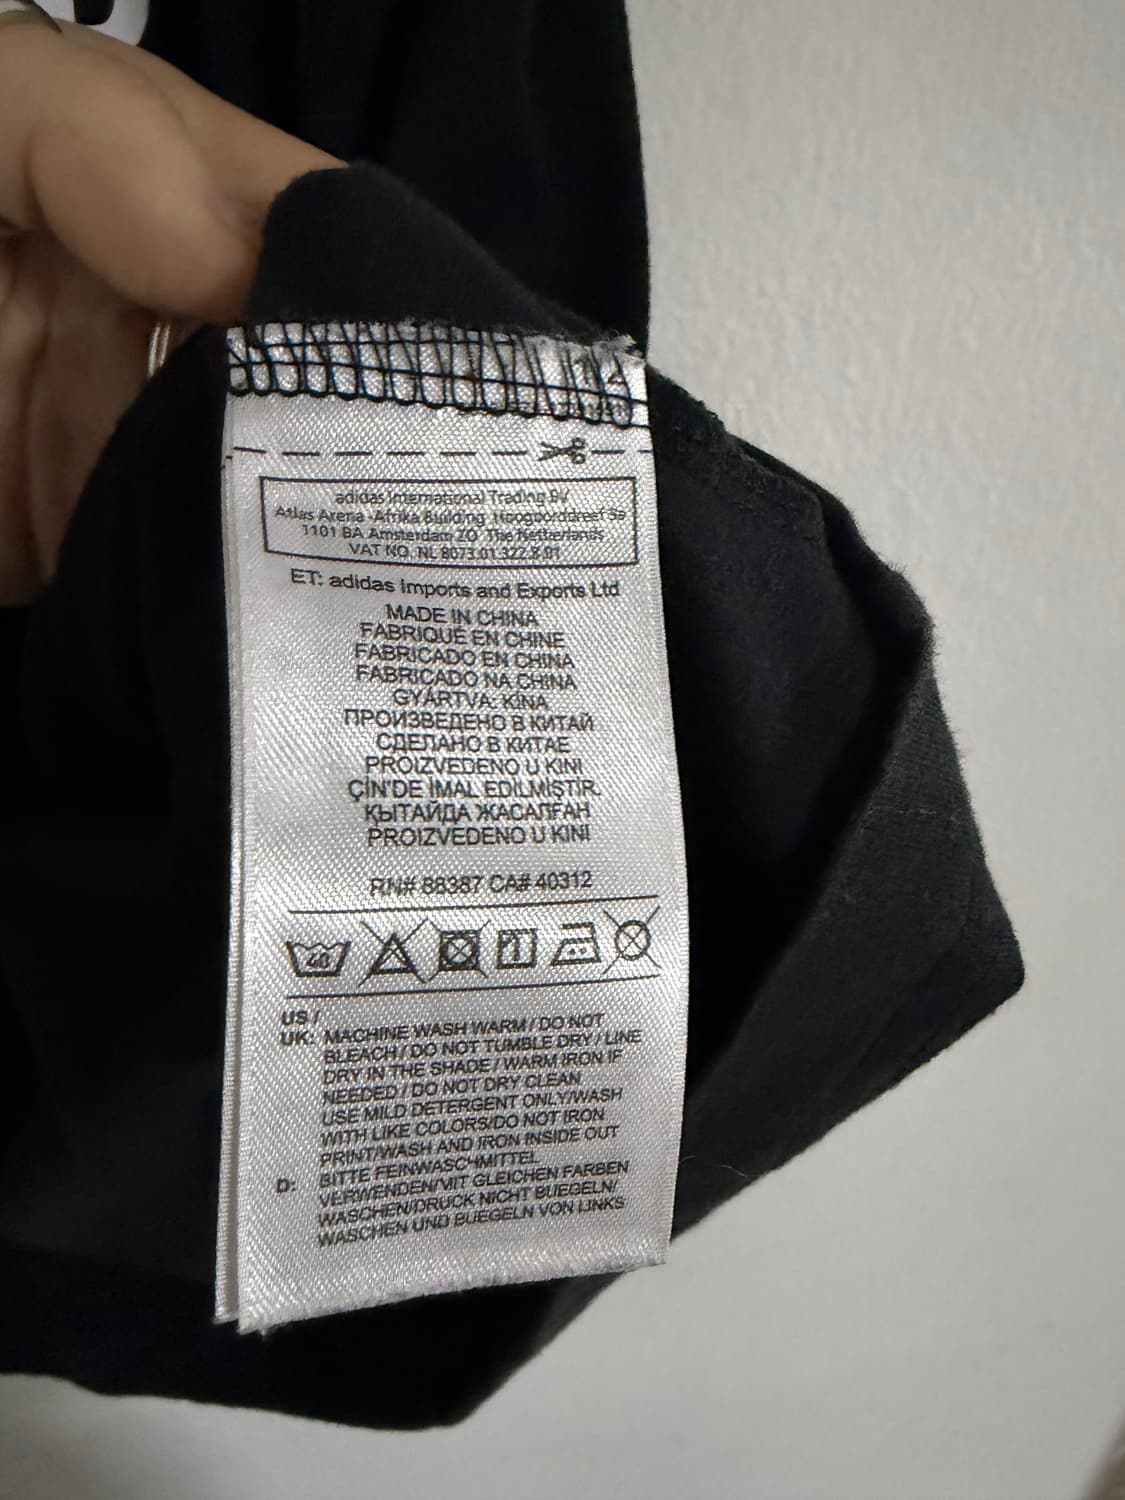 adidas International Trading BV
Atlas Arena -Afrika Building Hoogoorddreef 9a
1101 BA Amsterdam ZO The Netherlands
VAT NO. NL 8073.01.322.B.01
ET: adidas Imports and Exports Ltd
MADE IN CHINA
FABRIQUÉ EN CHINE
FABRICADO EN CHINA
FABRICADO NA CHINA
GYÁRTVA: KÍNA
ПРОИЗВЕДЕНО В КИТАЙ
СДЕЛАНО В КИТАЕ
PROIZVEDENO U KINI
ÇİN'DE İMAL EDİLMİŞTİR.
ҚЫТАЙДА ЖАСАЛҒАН
PROIZVEDENO U KINI
RN# 88387 CA# 40312
40
US /
UK: MACHINE WASH WARM / DO NOT
BLEACH / DO NOT TUMBLE DRY / LINE
DRY IN THE SHADE / WARM IRON IF
NEEDED / DO NOT DRY CLEAN
USE MILD DETERGENT ONLY/WASH
WITH LIKE COLORS/DO NOT IRON
PRINT/WASH AND IRON INSIDE OUT
D: BITTE FEINWASCHMITTEL
VERWENDEN/MIT GLEICHEN FARBEN
WASCHEN/DRUCK NICHT BUEGELN/
WASCHEN UND BUEGELN VON LINKS